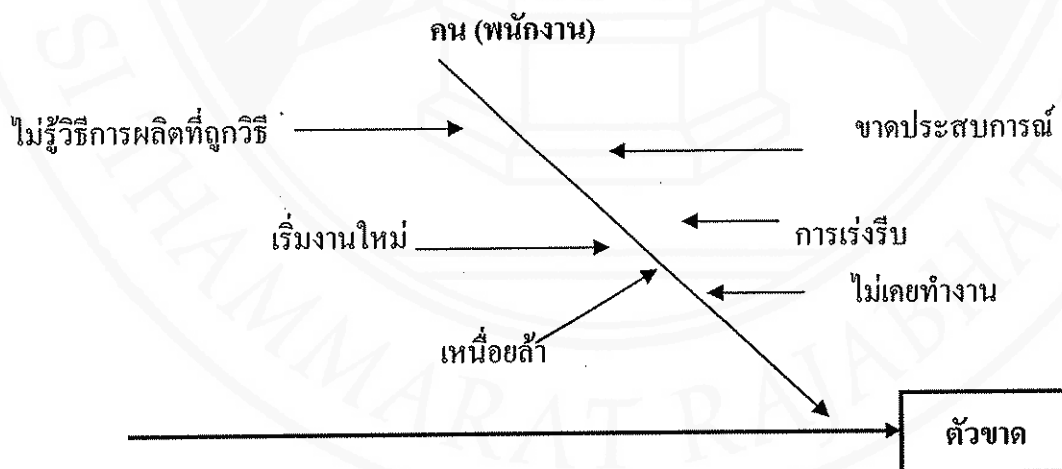 คน (พนักงาน)
ไม่รู้วิธีการผลิตที่ถูกวิธี
ขาดประสบการณ์
เริ่มงานใหม่
การเร่งรีบ
ไม่เคยทำงาน
เหนื่อยล้า
ตัวขาด
SI THAMMARAT RAJABHAT